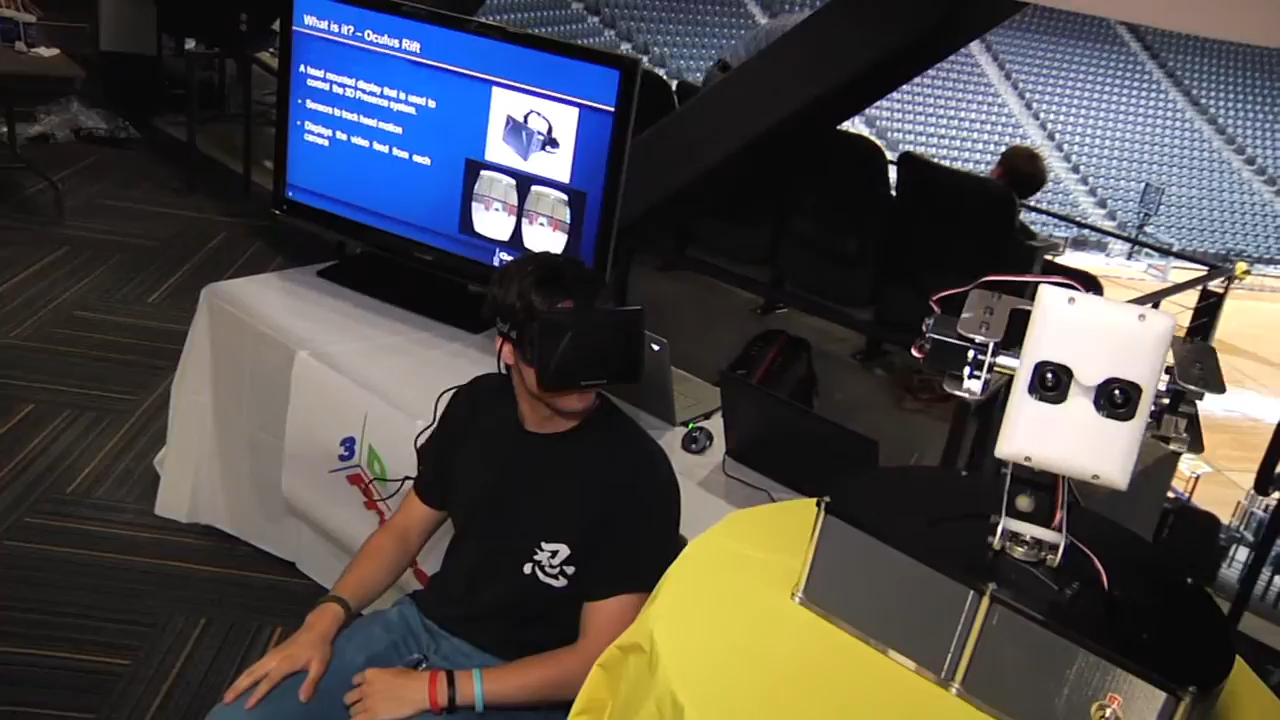 What is it? – Oculus Rift
A head mounted display that is used to
control the 3D Presence system.
• Sensors to track head motion
• Displays the video feed from each
camera
3
D
忍